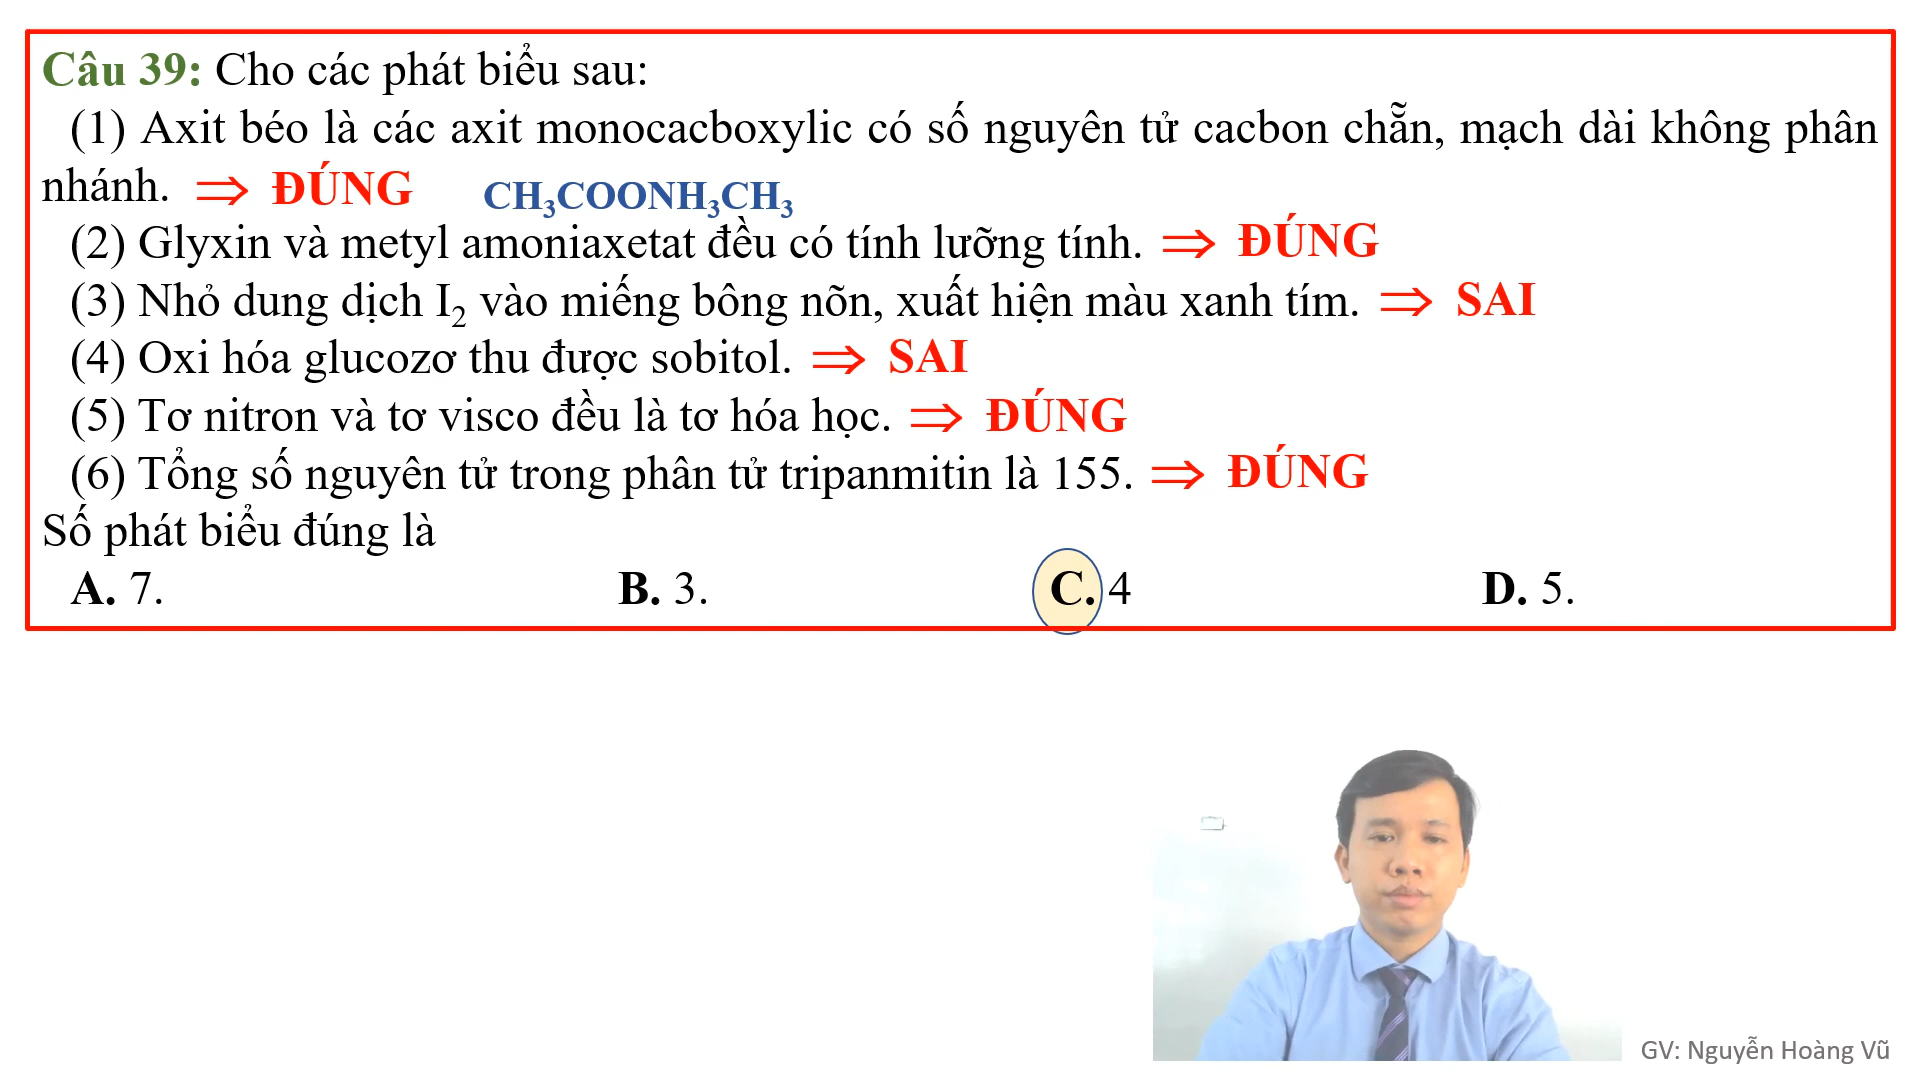 Câu 39: Cho các phát biểu sau:
(1) Axit béo là các axit monocacboxylic có số nguyên tử cacbon chẵn, mạch dài không phân
nhánh. ⇒ ĐÚNG CH₃COONH₃CH₃
(2) Glyxin và metyl amoniaxetat đều có tính lưỡng tính. ⇒ ĐÚNG
(3) Nhỏ dung dịch I₂ vào miếng bông nõn, xuất hiện màu xanh tím. ⇒ SAI
(4) Oxi hóa glucozơ thu được sobitol. ⇒ SAI
(5) Tơ nitron và tơ visco đều là tơ hóa học. ⇒ ĐÚNG
(6) Tổng số nguyên tử trong phân tử tripanmitin là 155. ⇒ ĐÚNG
Số phát biểu đúng là
A. 7. B. 3. C. 4 D. 5.
GV: Nguyễn Hoàng Vũ